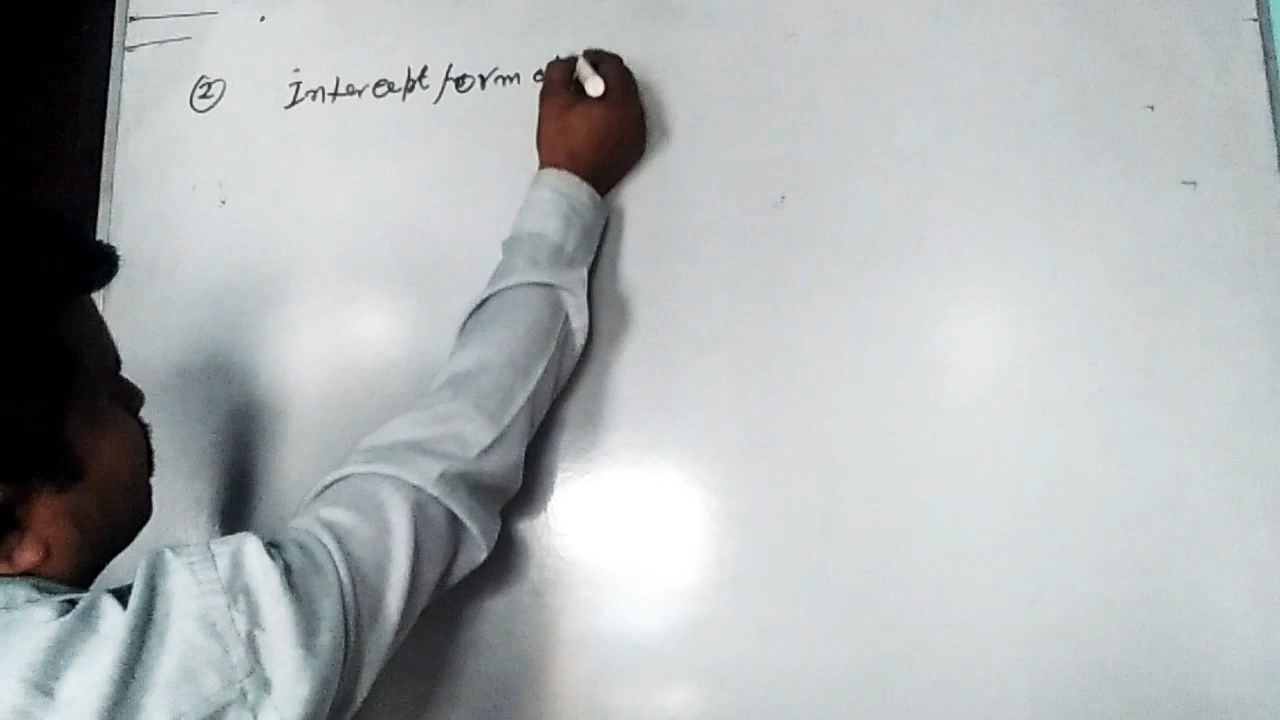 ② Intercept form